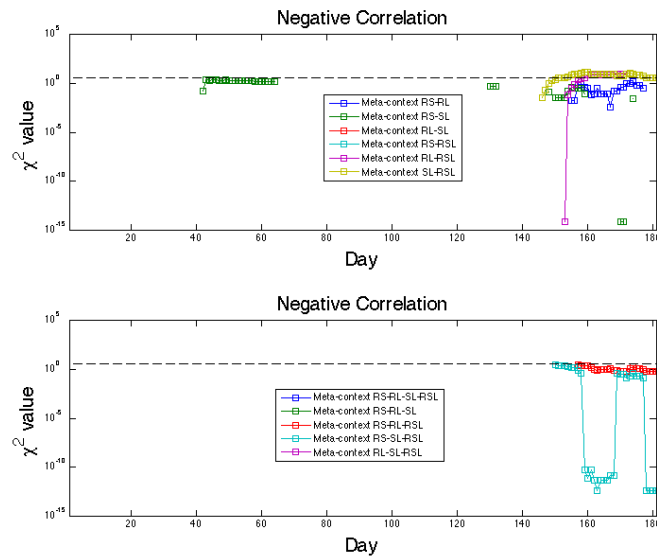 Negative Correlation
10^5
10^0
10^-5
10^-10
10^-15
χ² value
Meta-context RS-RL
Meta-context RS-SL
Meta-context RL-SL
Meta-context RS-RSL
Meta-context RL-RSL
Meta-context SL-RSL
20 40 60 80 100 120 140 160 180
Day
Negative Correlation
10^5
10^0
10^-5
10^-10
10^-15
χ² value
Meta-context RS-RL-SL-RSL
Meta-context RS-RL-SL
Meta-context RS-RL-RSL
Meta-context RS-SL-RSL
Meta-context RL-SL-RSL
20 40 60 80 100 120 140 160 180
Day